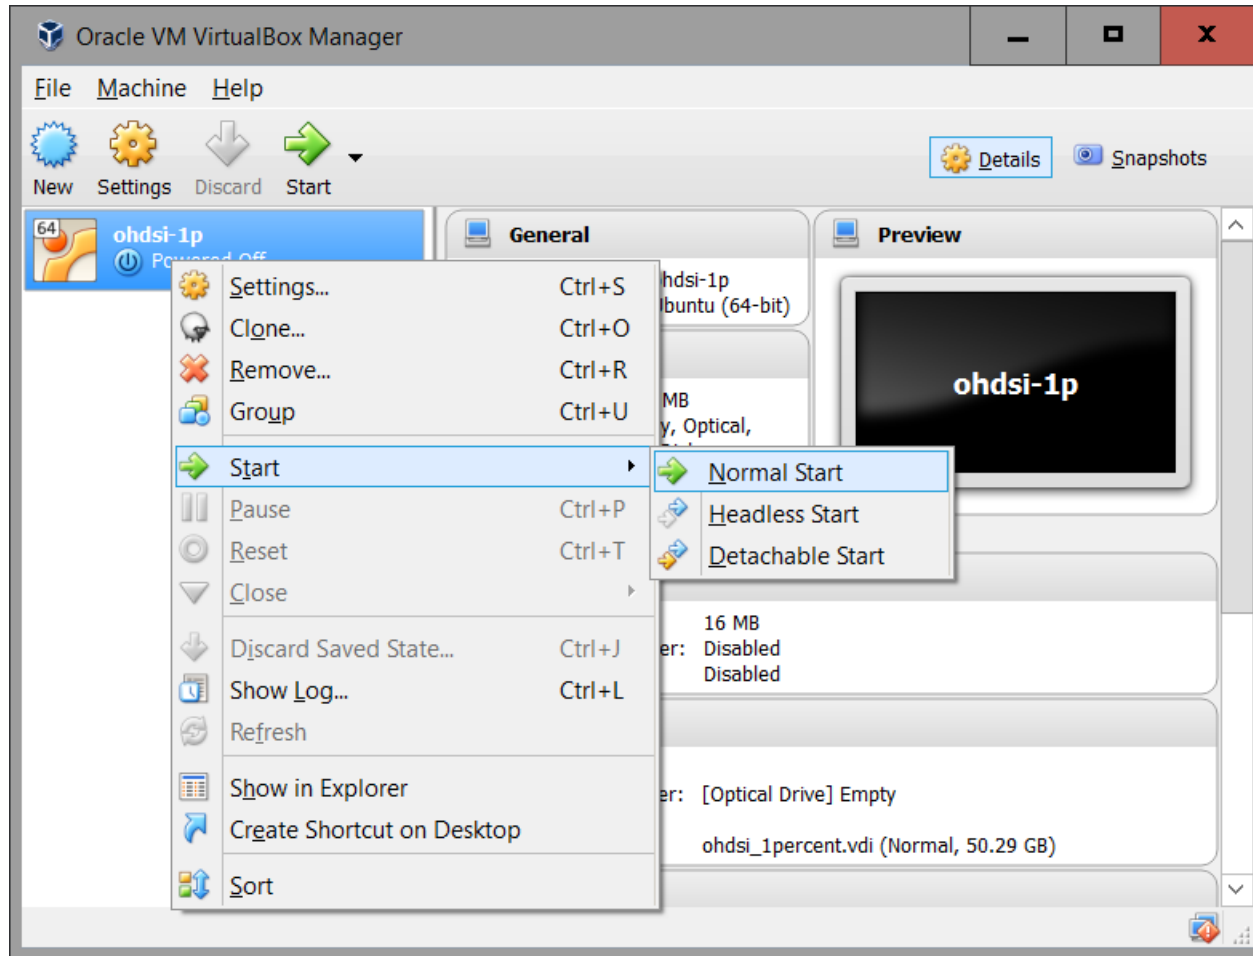 Oracle VM VirtualBox Manager
File Machine Help
New Settings Discard Start
Details Snapshots
64
ohdsi-1p
Powered Off
General
Preview
hdsi-1p
buntu (64-bit)
MB
y, Optical,
ohdsi-1p
Settings... Ctrl+S
Clone... Ctrl+O
Remove... Ctrl+R
Group Ctrl+U
Start
Pause Ctrl+P
Reset Ctrl+T
Close
Discard Saved State... Ctrl+J
Show Log... Ctrl+L
Refresh
Show in Explorer
Create Shortcut on Desktop
Sort
Normal Start
Headless Start
Detachable Start
16 MB
er: Disabled
Disabled
er: [Optical Drive] Empty
ohdsi_1percent.vdi (Normal, 50.29 GB)